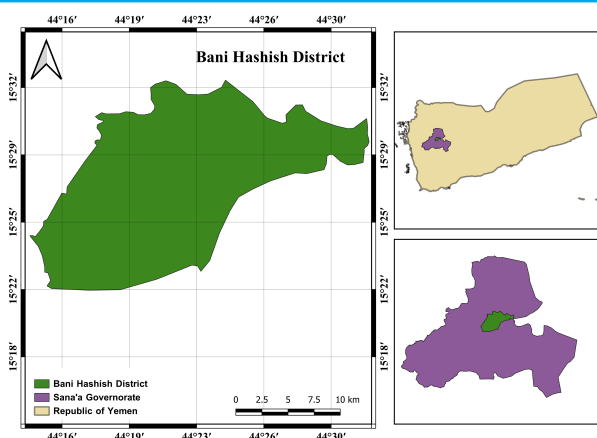 44°16′ 44°19′ 44°23′ 44°26′ 44°30′
Bani Hashish District
15°32′ 15°32′
15°29′ 15°29′
15°25′ 15°25′
15°22′ 15°22′
15°18′ 15°18′
Bani Hashish District
Sana'a Governorate
Republic of Yemen
0 2.5 5 7.5 10 km
44°16′ 44°19′ 44°23′ 44°26′ 44°30′